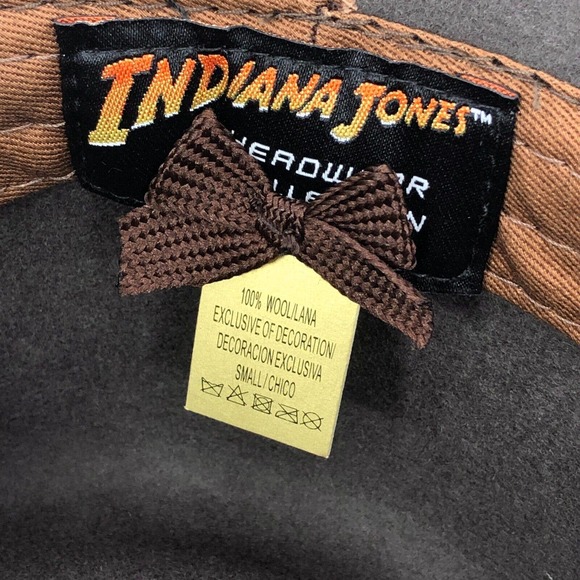 INDIANA JONES™
100% WOOL/LANA
EXCLUSIVE OF DECORATION/
DECORACION EXCLUSIVA
SMALL/CHICO